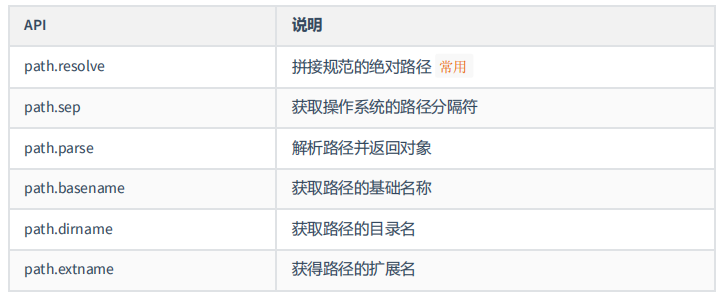 API 说明
path.resolve 拼接规范的绝对路径 常用
path.sep 获取操作系统的路径分隔符
path.parse 解析路径并返回对象
path.basename 获取路径的基础名称
path.dirname 获取路径的目录名
path.extname 获得路径的扩展名